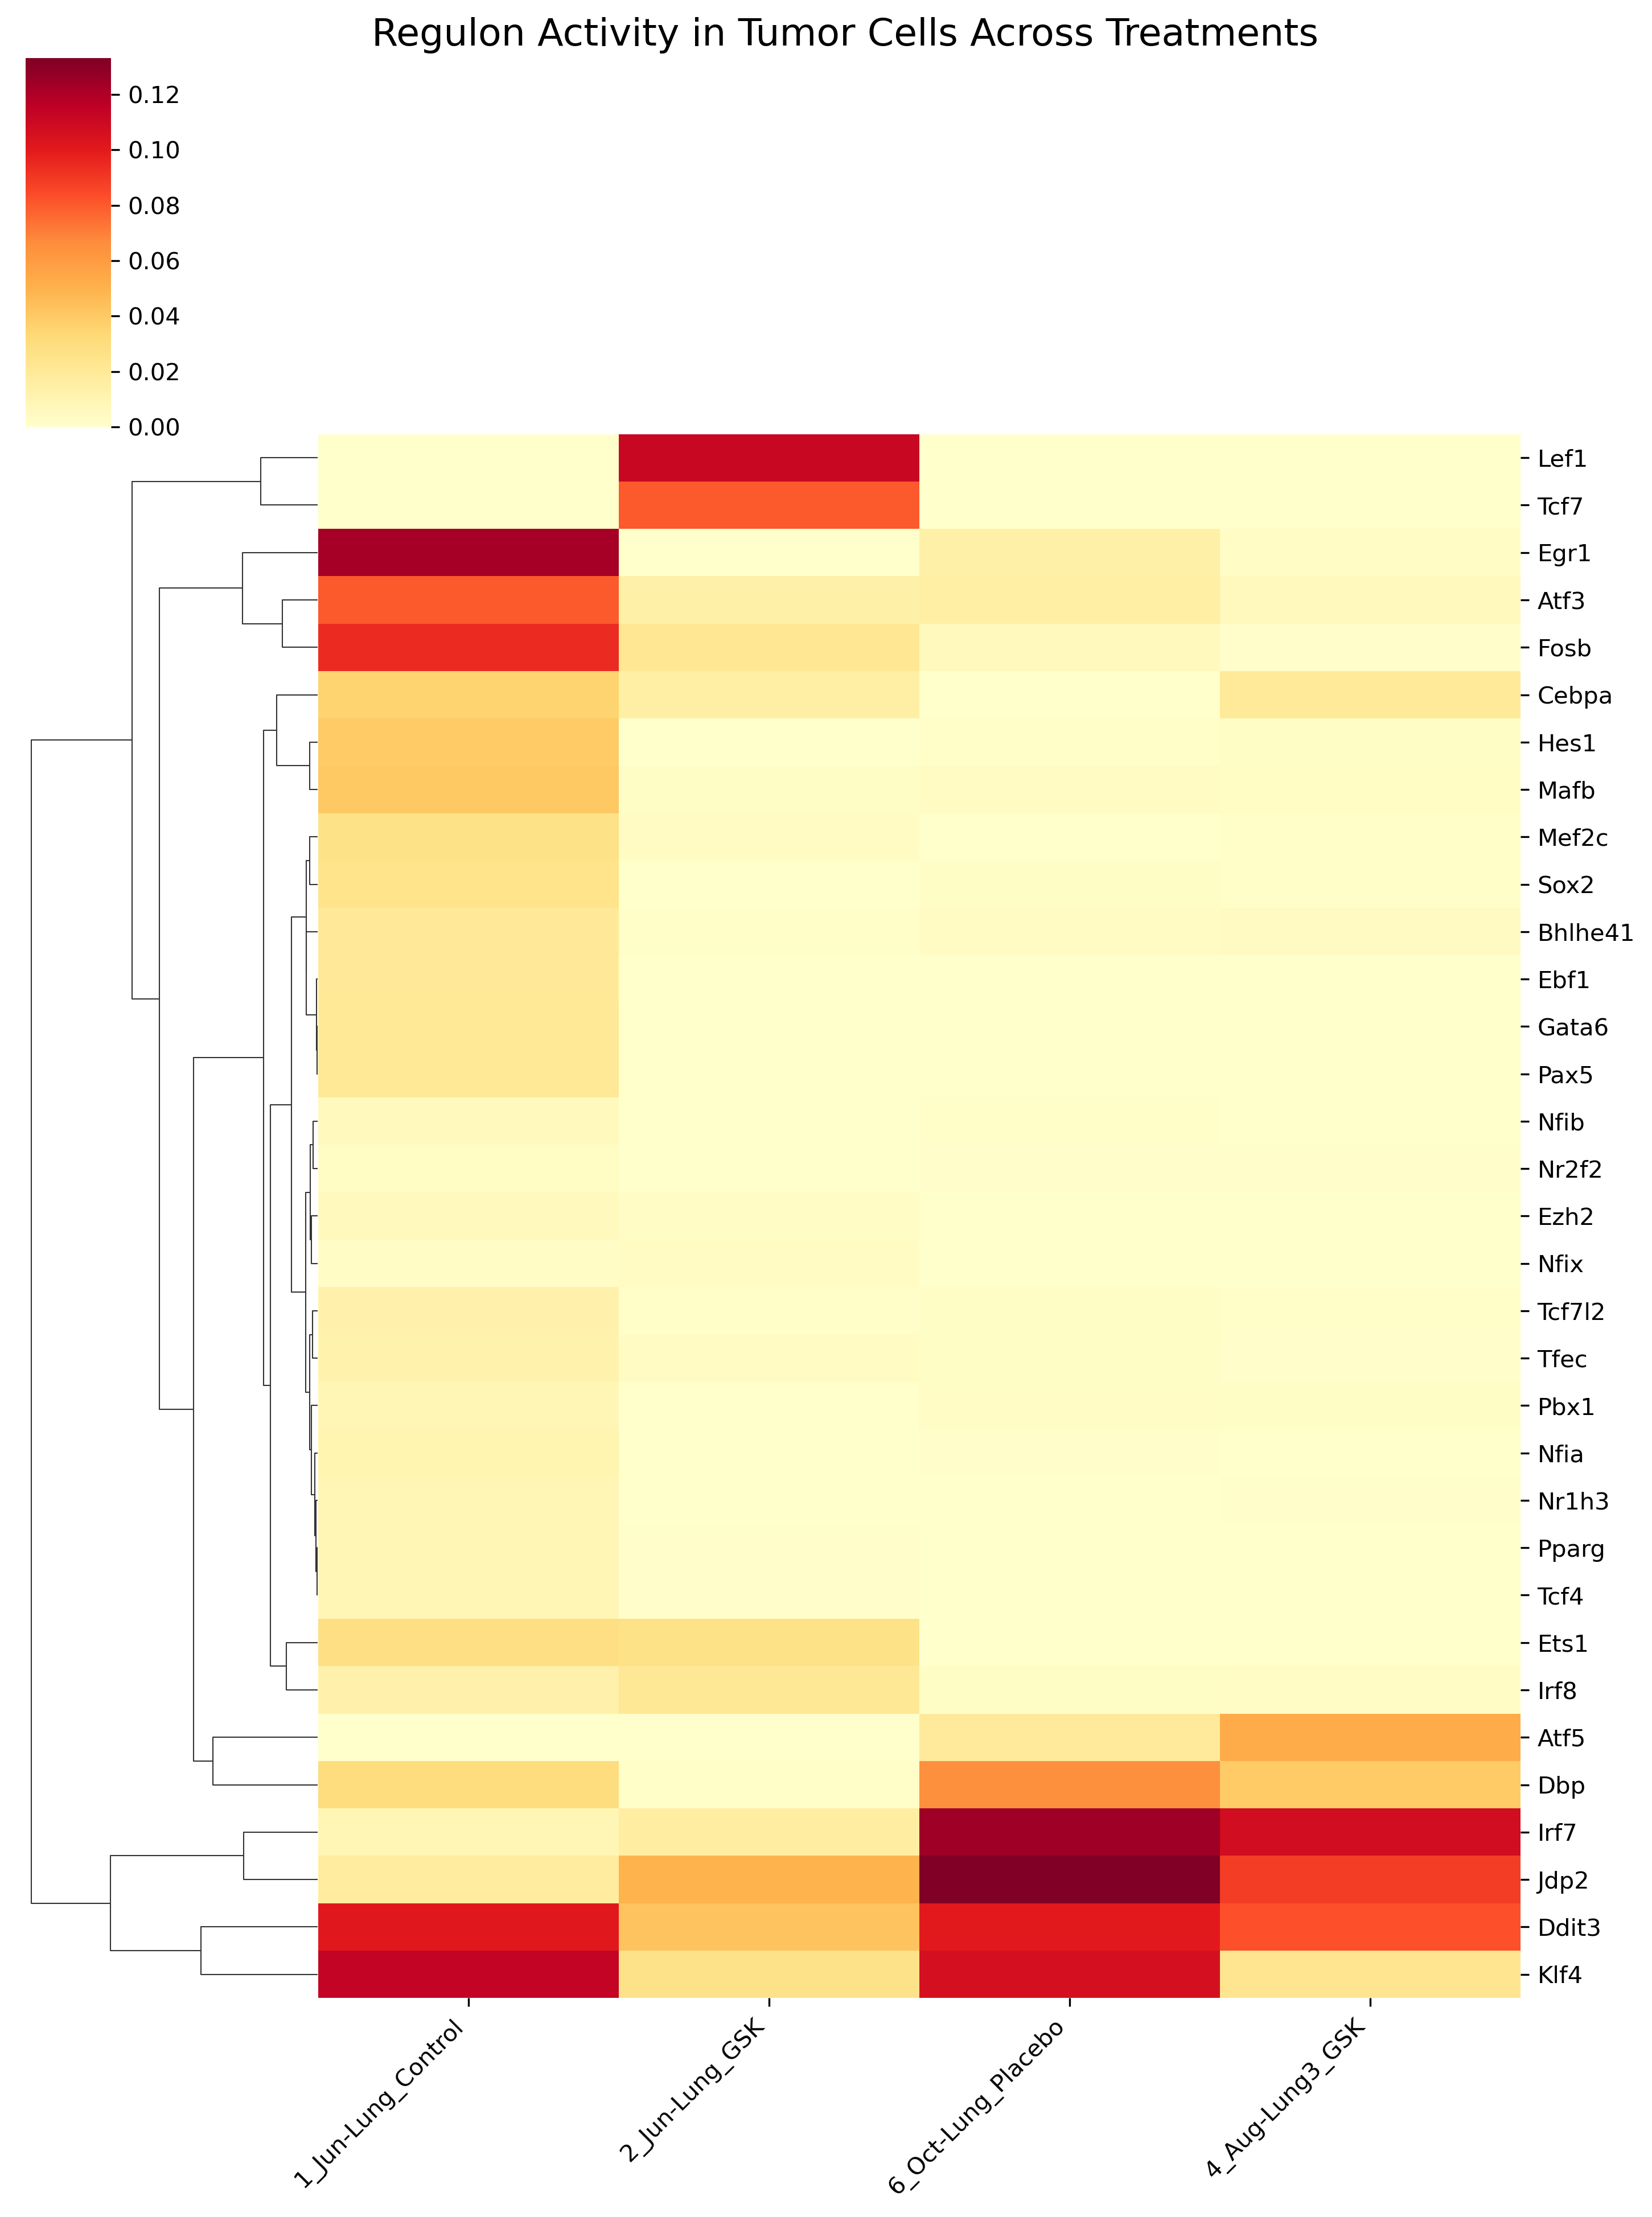 Regulon Activity in Tumor Cells Across Treatments
0.12
0.10
0.08
0.06
0.04
0.02
0.00
Lef1
Tcf7
Egr1
Atf3
Fosb
Cebpa
Hes1
Mafb
Mef2c
Sox2
Bhlhe41
Ebf1
Gata6
Pax5
Nfib
Nr2f2
Ezh2
Nfix
Tcf7l2
Tfec
Pbx1
Nfia
Nr1h3
Pparg
Tcf4
Ets1
Irf8
Atf5
Dbp
Irf7
Jdp2
Ddit3
Klf4
1_Jun-Lung_Control
2_Jun-Lung_GSK
6_Oct-Lung_Placebo
4_Aug-Lung3_GSK